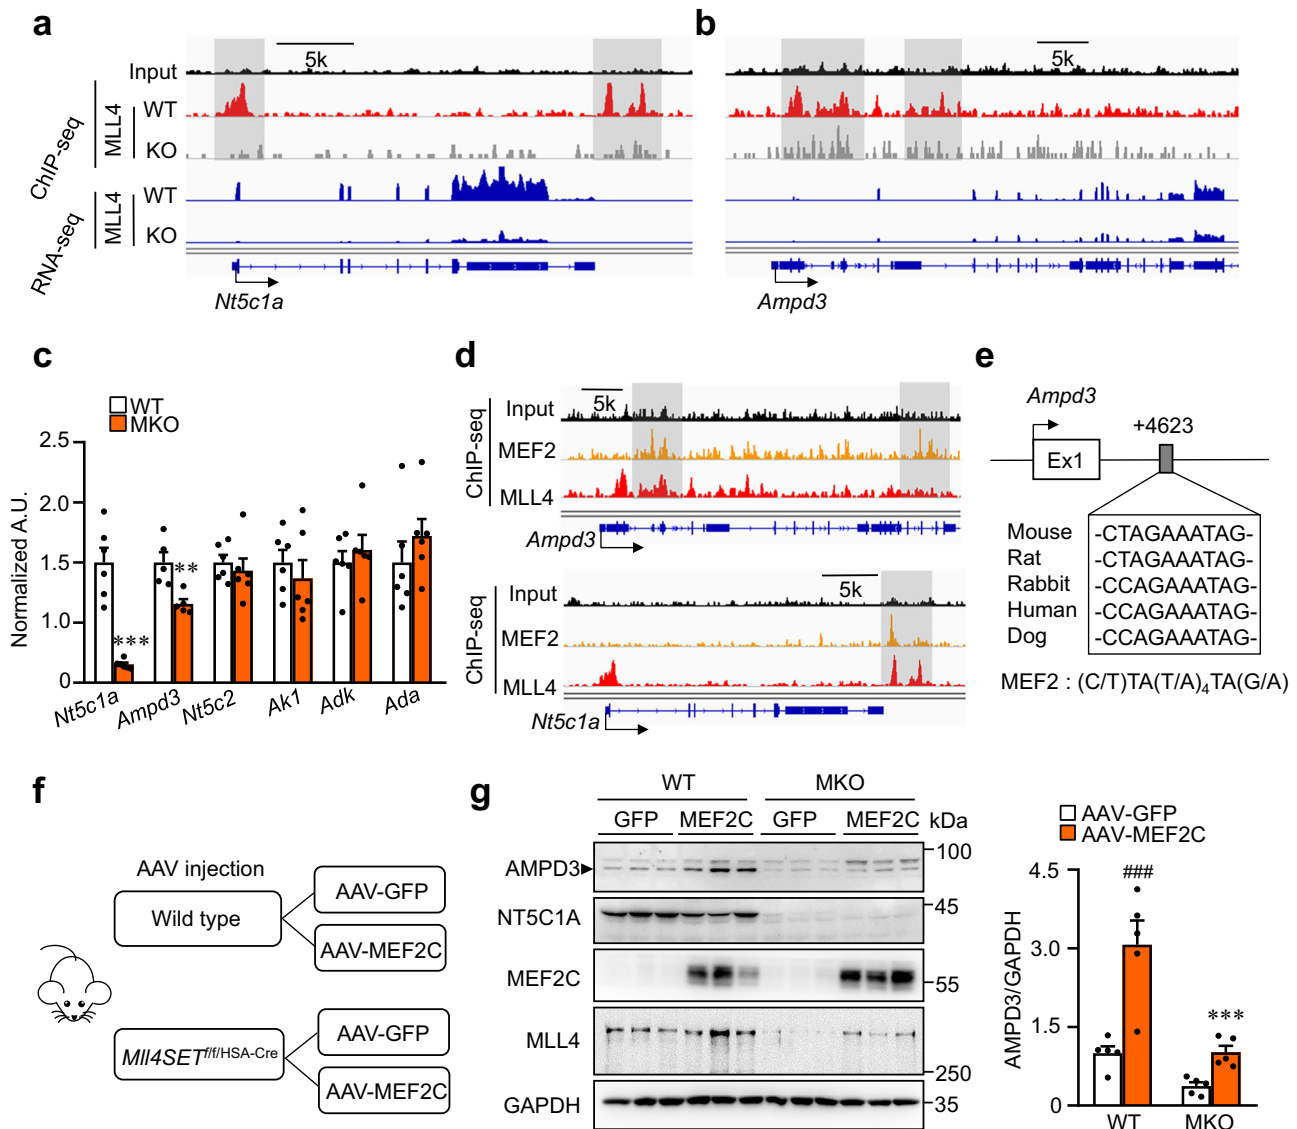 a
5k
Input
ChIP-seq
MLL4
WT
KO
RNA-seq
MLL4
WT
KO
Nt5c1a
b
5k
Ampd3
c
WT
MKO
Normalized A.U.
2.5
2.0
1.5
1.0
0
***
**
Nt5c1a
Ampd3
Nt5c2
Ak1
Adk
Ada
d
5k
ChIP-seq
Input
MEF2
MLL4
Ampd3
5k
ChIP-seq
Input
MEF2
MLL4
Nt5c1a
e
Ampd3
+4623
Ex1
Mouse -CTAGAAATAG-
Rat -CTAGAAATAG-
Rabbit -CCAGAAATAG-
Human -CCAGAAATAG-
Dog -CCAGAAATAG-
MEF2 : (C/T)TA(T/A)4TA(G/A)
f
AAV injection
Wild type
AAV-GFP
AAV-MEF2C
Mll4SETf/f/HSA-Cre
AAV-GFP
AAV-MEF2C
g
WT MKO
GFP MEF2C GFP MEF2C kDa
AMPD3 100
NT5C1A 45
MEF2C 55
MLL4 250
GAPDH 35
AAV-GFP
AAV-MEF2C
AMPD3/GAPDH
4.5
3.0
1.5
0
###
***
WT MKO